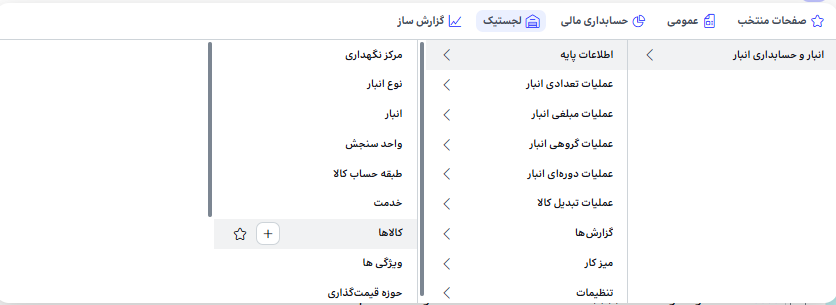 صفحات منتخب
عمومی
حسابداری مالی
لجستیک
گزارش ساز
انبار و حسابداری انبار
اطلاعات پایه
عملیات تعدادی انبار
عملیات مبلغی انبار
عملیات گروهی انبار
عملیات دوره‌ای انبار
عملیات تبدیل کالا
گزارش‌ها
میز کار
تنظیمات
مرکز نگهداری
نوع انبار
انبار
واحد سنجش
طبقه حساب کالا
خدمت
کالاها
ویژگی ها
حوزه قیمت‌گذاری